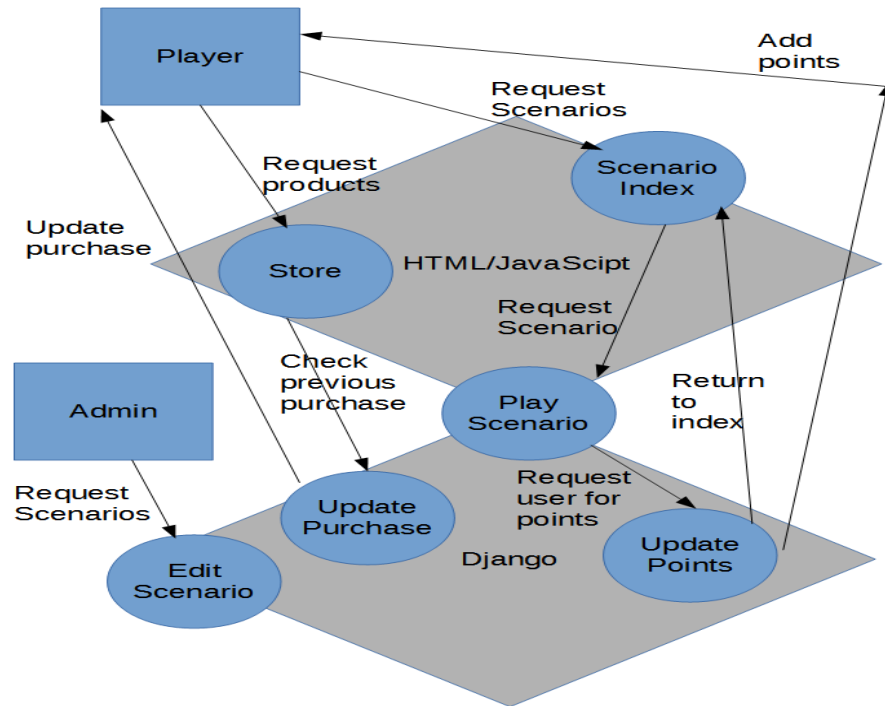 Player
Add
points
Request
Scenarios
Scenario
Index
Request
products
Update
purchase
Store
HTML/JavaScipt
Request
Scenario
Check
previous
purchase
Admin
Play
Scenario
Return
to
index
Request
Scenarios
Update
Purchase
Request
user for
points
Django
Update
Points
Edit
Scenario